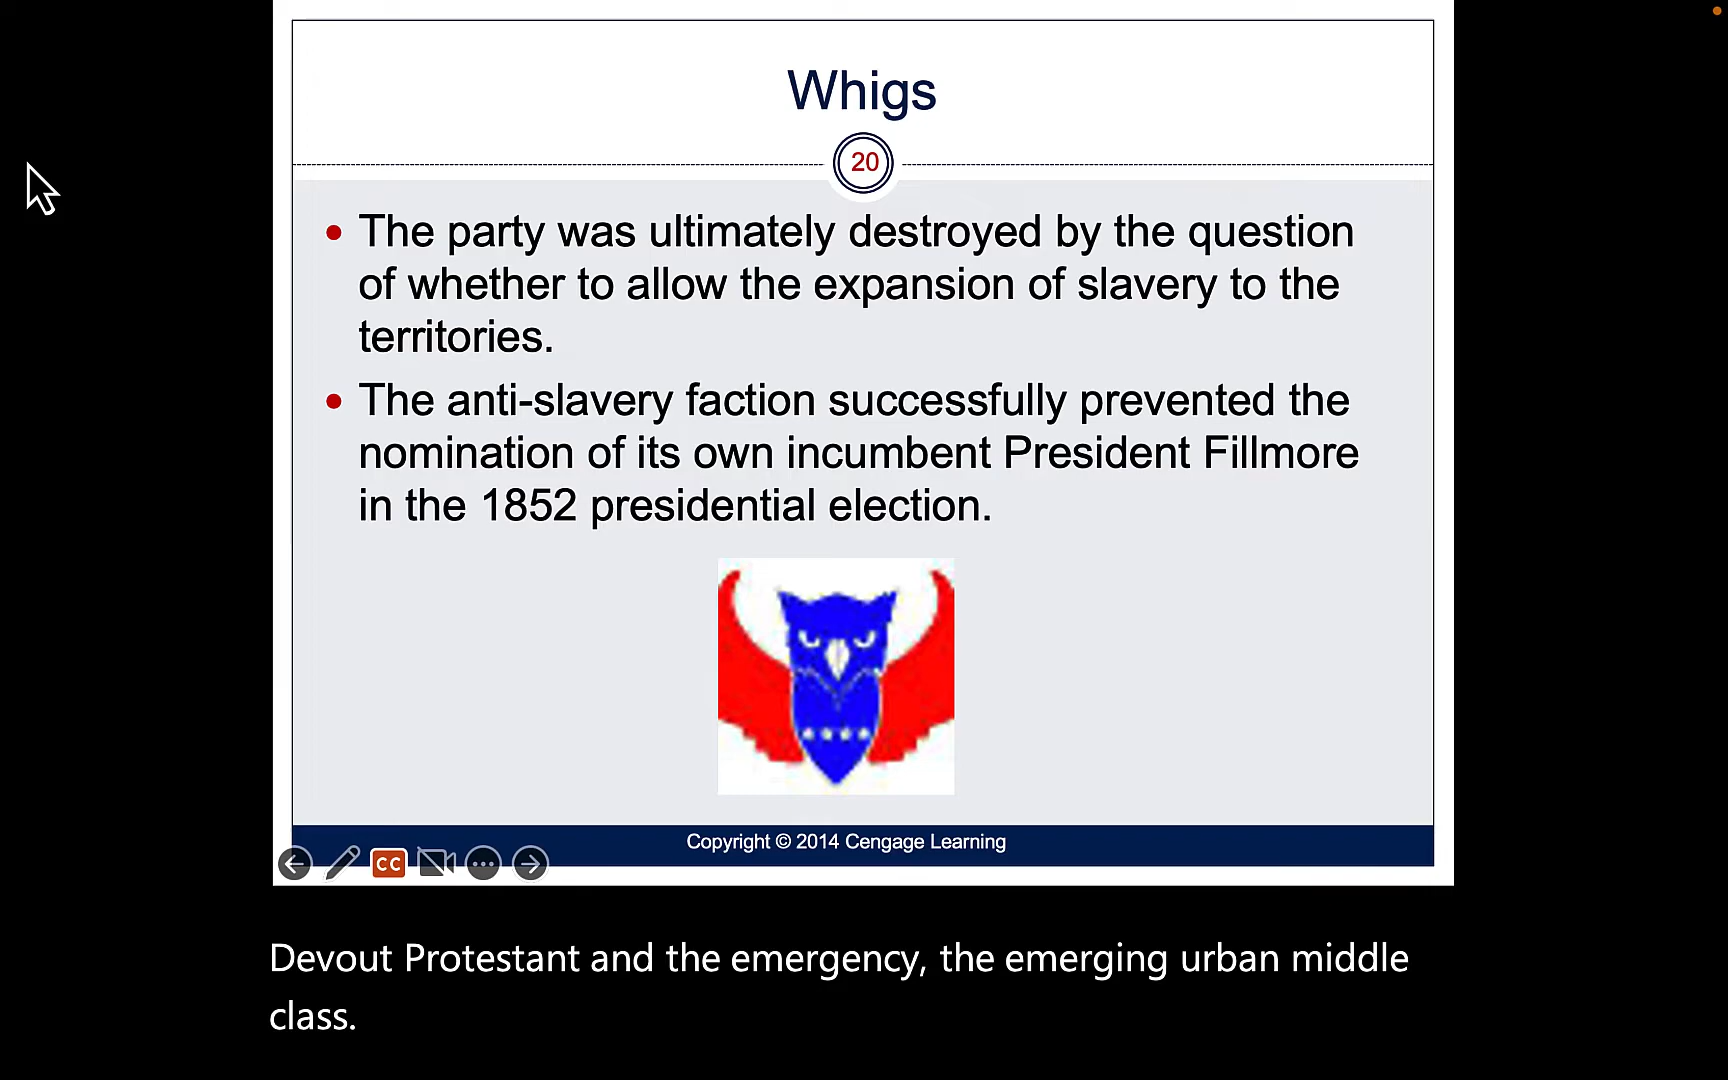 Whigs
20
• The party was ultimately destroyed by the question
of whether to allow the expansion of slavery to the
territories.
• The anti-slavery faction successfully prevented the
nomination of its own incumbent President Fillmore
in the 1852 presidential election.
Copyright © 2014 Cengage Learning
CC
Devout Protestant and the emergency, the emerging urban middle
class.